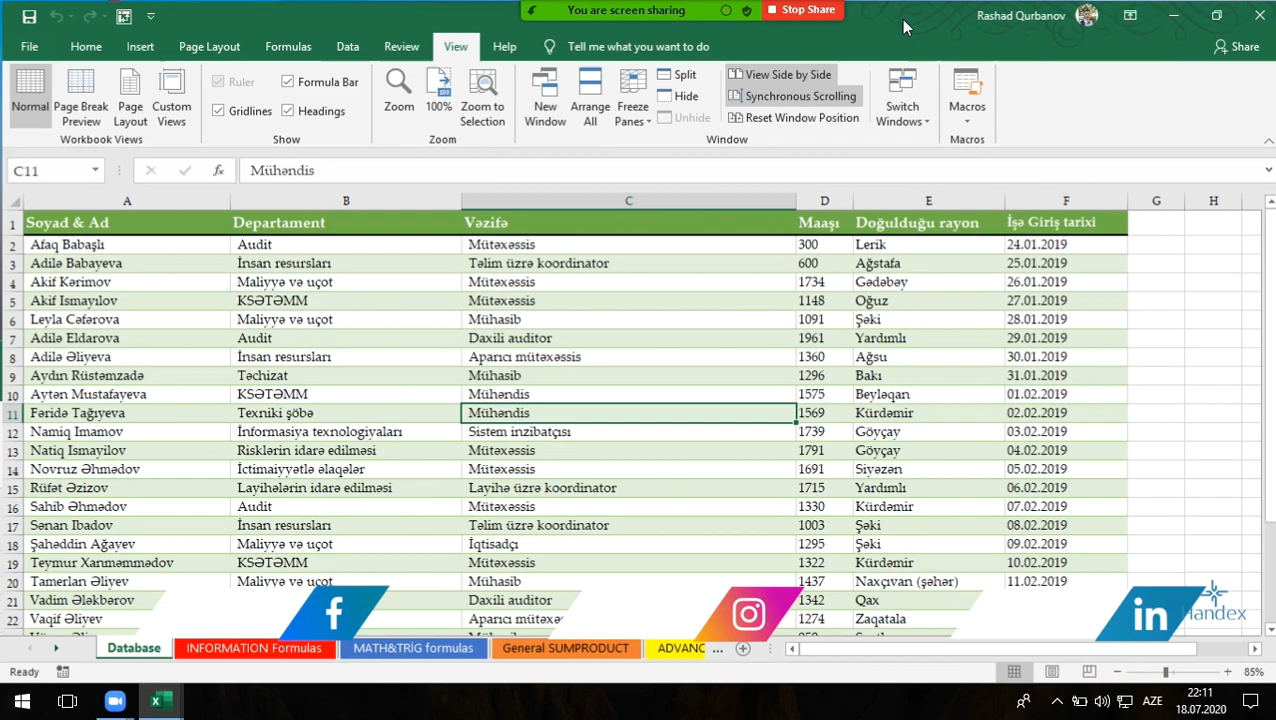 You are screen sharing
Stop Share
Rashad Qurbanov
File Home Insert Page Layout Formulas Data Review View Help Tell me what you want to do Share
Normal
Page Break Preview
Page Layout
Custom Views
Workbook Views
Ruler
Formula Bar
Gridlines
Headings
Show
Zoom
100%
Zoom to Selection
Zoom
New Window
Arrange All
Freeze Panes
Split
Hide
Unhide
View Side by Side
Synchronous Scrolling
Reset Window Position
Window
Switch Windows
Macros
Macros
C11
fx
Mühəndis
A B C D E F G H
1 Soyad & Ad Departament Vəzifə Maaşı Doğulduğu rayon İşə Giriş tarixi
2 Afaq Babaşlı Audit Mütəxəssis 300 Lerik 24.01.2019
3 Adilə Babayeva İnsan resursları Təlim üzrə koordinator 600 Ağstafa 25.01.2019
4 Akif Kərimov Maliyyə və uçot Mütəxəssis 1734 Gədəbəy 26.01.2019
5 Akif Ismayılov KSƏTƏMM Mütəxəssis 1148 Oğuz 27.01.2019
6 Leyla Cəfərova Maliyyə və uçot Mühasib 1091 Şəki 28.01.2019
7 Adilə Eldarova Audit Daxili auditor 1961 Yardımlı 29.01.2019
8 Adilə Əliyeva İnsan resursları Aparıcı mütəxəssis 1360 Ağsu 30.01.2019
9 Aydın Rüstəmzadə Təchizat Mühasib 1296 Bakı 31.01.2019
10 Aytən Mustafayeva KSƏTƏMM Mühəndis 1575 Beyləqan 01.02.2019
11 Fəridə Tağıyeva Texniki şöbə Mühəndis 1569 Kürdəmir 02.02.2019
12 Namiq Imamov İnformasiya texnologiyaları Sistem inzibatçısı 1739 Göyçay 03.02.2019
13 Natiq Ismayilov Risklərin idarə edilməsi Mütəxəssis 1791 Göyçay 04.02.2019
14 Novruz Əhmədov İctimaiyyətlə əlaqələr Mütəxəssis 1691 Siyəzən 05.02.2019
15 Rüfət Əzizov Layihələrin idarə edilməsi Layihə üzrə koordinator 1715 Yardımlı 06.02.2019
16 Sahib Əhmədov Audit Mütəxəssis 1330 Kürdəmir 07.02.2019
17 Sənan Ibadov İnsan resursları Təlim üzrə koordinator 1003 Şəki 08.02.2019
18 Şahəddin Ağayev Maliyyə və uçot İqtisadçı 1295 Şəki 09.02.2019
19 Teymur Xanməmmədov KSƏTƏMM Mütəxəssis 1322 Kürdəmir 10.02.2019
20 Tamerlan Əliyev Maliyyə və uçot Mühasib 1437 Naxçıvan (şəhər) 11.02.2019
21 Vadim Ələkbərov Daxili auditor 1342 Qax
22 Vaqif Əliyev Aparıcı mütəxə 1274 Zaqatala
Handex
Database INFORMATION Formulas MATH&TRİG formulas General SUMPRODUCT ADVANC ...
Ready
85%
AZE
22:11
18.07.2020